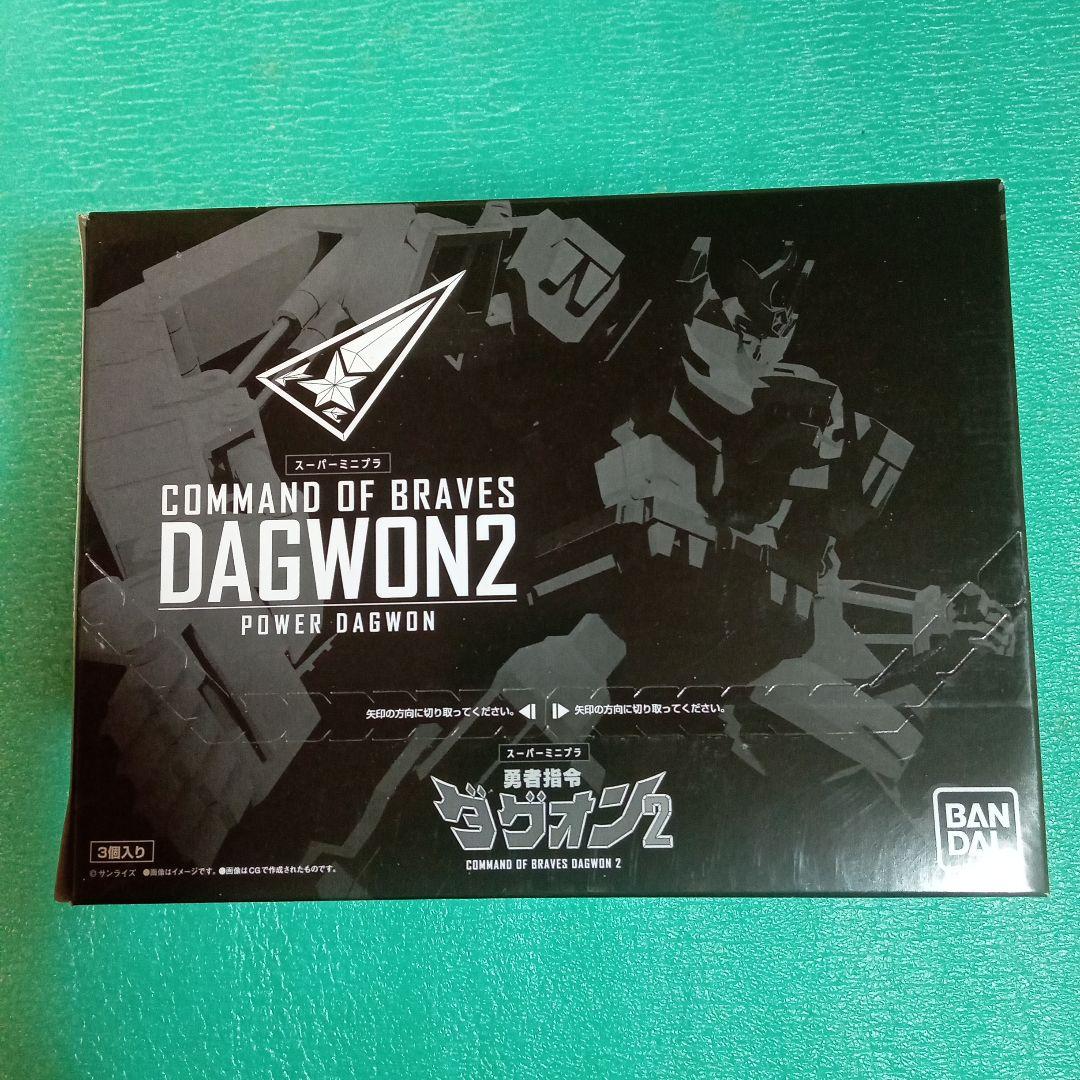 スーパーミニプラ
COMMAND OF BRAVES
DAGWON2
POWER DAGWON
矢印の方向に切り取ってください。 矢印の方向に切り取ってください。
スーパーミニプラ
勇者指令
ダグオン2
COMMAND OF BRAVES DAGWON 2
3個入り
©サンライズ ●画像はイメージです。●画像はCGで作成されたものです。
BAN
DAI